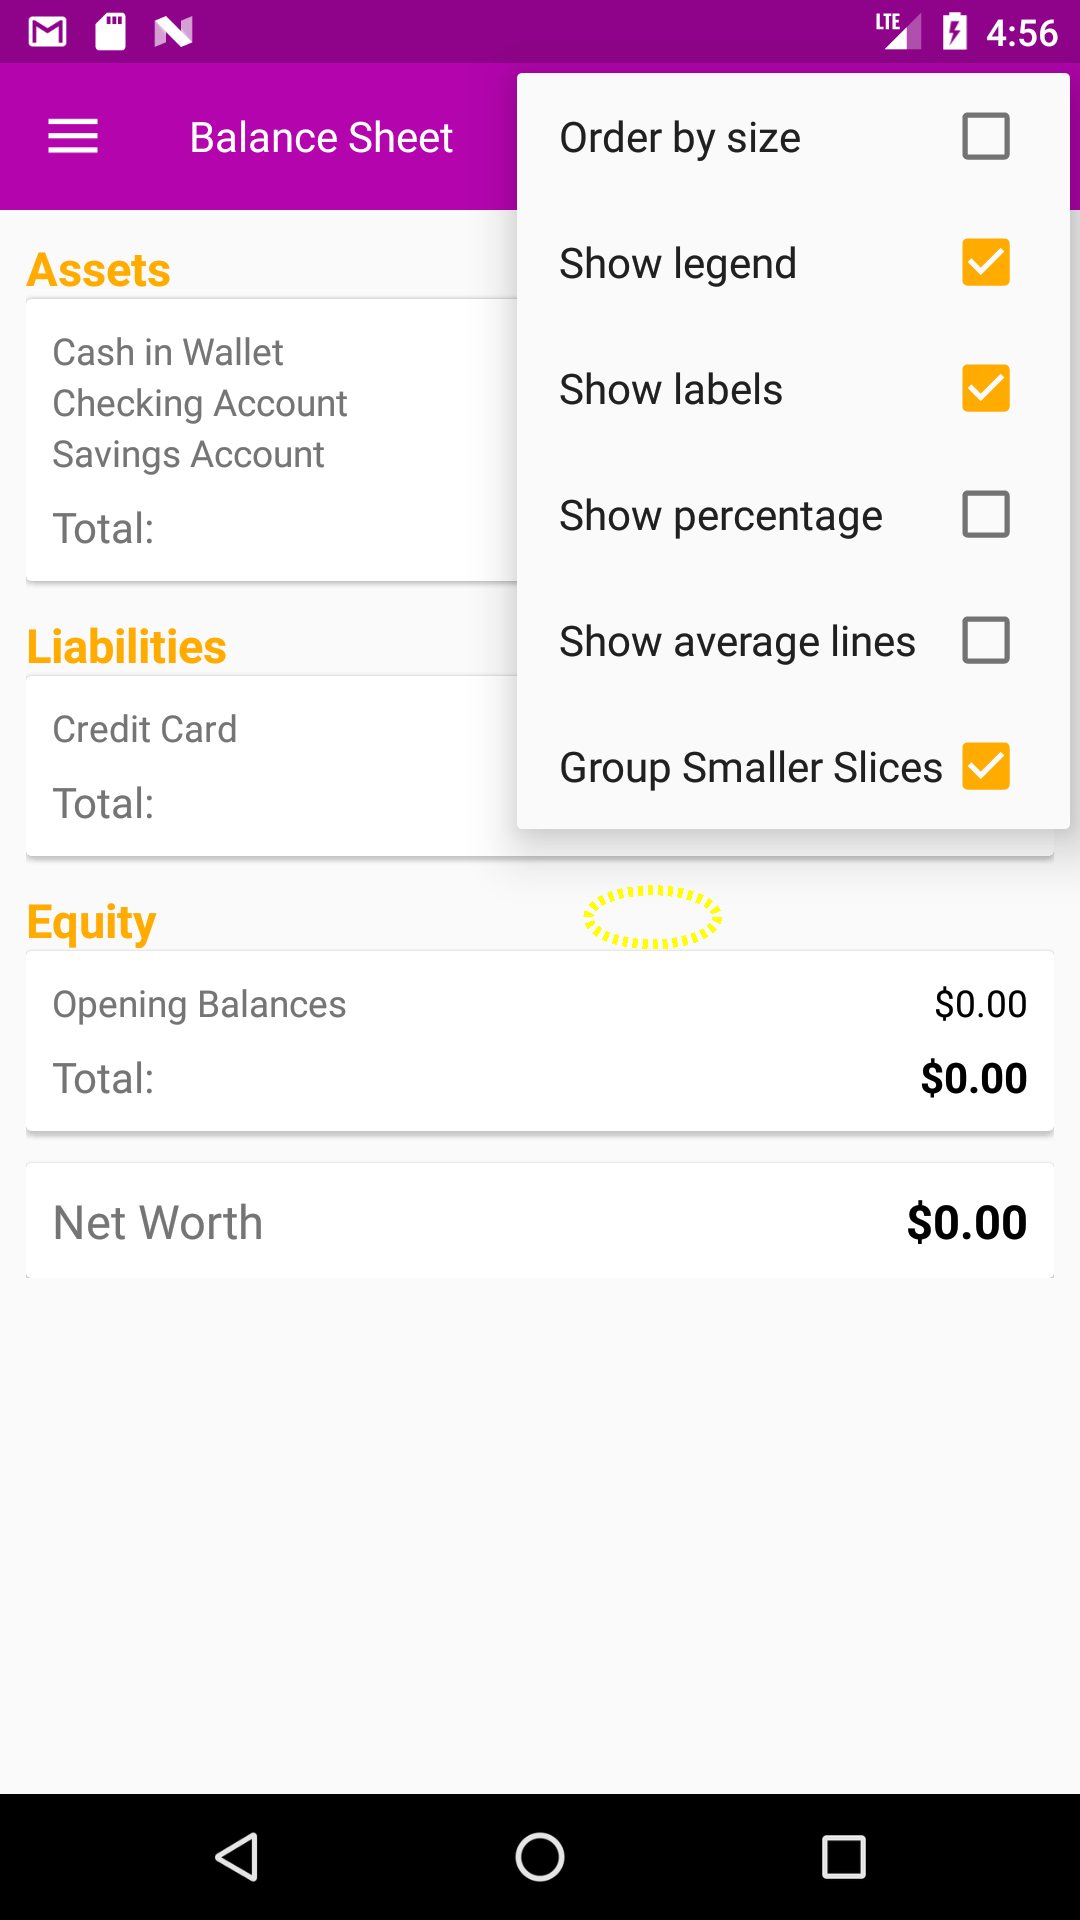 LTE 4:56
Balance Sheet
Order by size
Show legend
Show labels
Show percentage
Show average lines
Group Smaller Slices
Assets
Cash in Wallet
Checking Account
Savings Account
Total:
Liabilities
Credit Card
Total:
Equity
Opening Balances $0.00
Total: $0.00
Net Worth $0.00